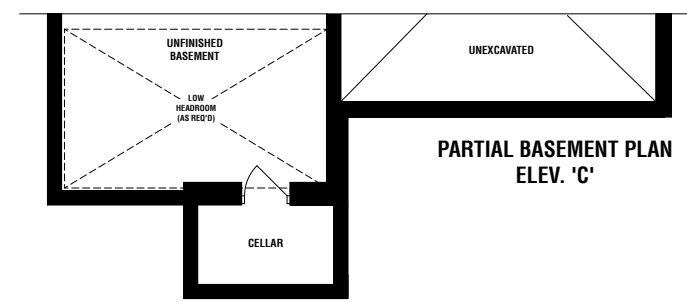 UNFINISHED
BASEMENT
UNEXCAVATED
LOW
HEADROOM
(AS REQ'D)
PARTIAL BASEMENT PLAN
ELEV. 'C'
CELLAR